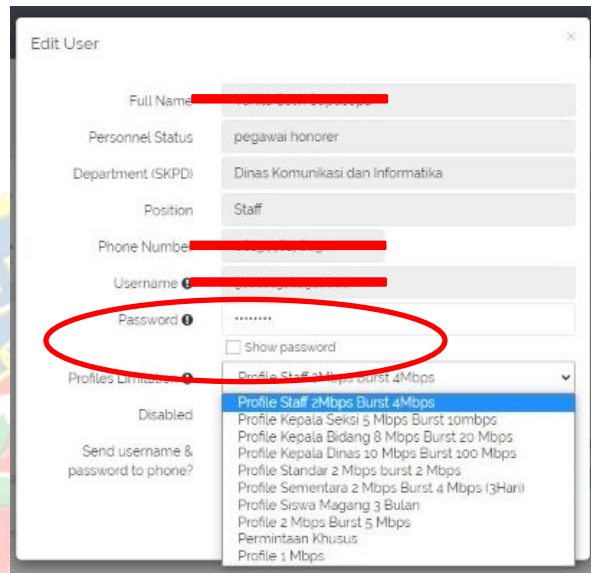 Edit User
×
Full Name
Personnel Status pegawai honorer
Department (SKPD) Dinas Komunikasi dan Informatika
Position Staff
Phone Number
Username
Password ........
Show password
Profiles Limitation Profile Staff 2Mbps Burst 4Mbps
Disabled
Send username &
password to phone?
Profile Staff 2Mbps Burst 4Mbps
Profile Kepala Seksi 5 Mbps Burst 10mbps
Profile Kepala Bidang 8 Mbps Burst 20 Mbps
Profile Kepala Dinas 10 Mbps Burst 100 Mbps
Profile Standar 2 Mbps burst 2 Mbps
Profile Sementara 2 Mbps Burst 4 Mbps (3Hari)
Profile Siswa Magang 3 Bulan
Profile 2 Mbps Burst 5 Mbps
Permintaan Khusus
Profile 1 Mbps